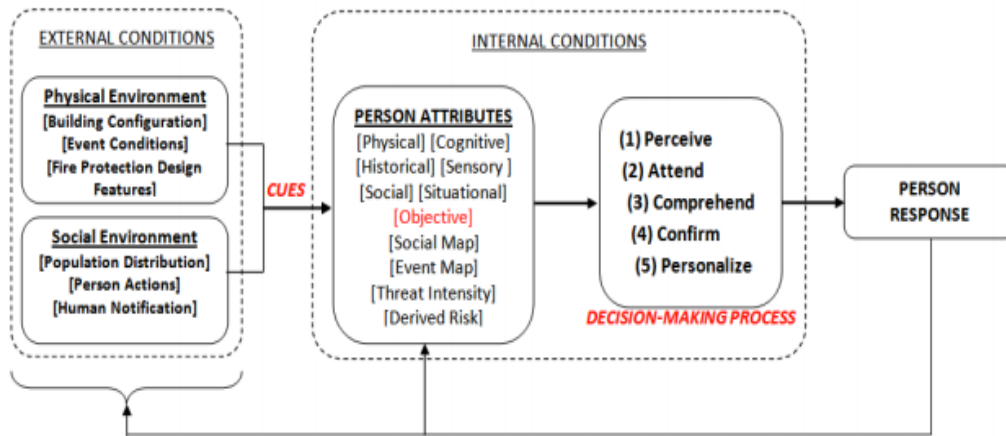 EXTERNAL CONDITIONS
Physical Environment
[Building Configuration]
[Event Conditions]
[Fire Protection Design
Features]
Social Environment
[Population Distribution]
[Person Actions]
[Human Notification]
CUES
INTERNAL CONDITIONS
PERSON ATTRIBUTES
[Physical] [Cognitive]
[Historical] [Sensory ]
[Social] [Situational]
[Objective]
[Social Map]
[Event Map]
[Threat Intensity]
[Derived Risk]
(1) Perceive
(2) Attend
(3) Comprehend
(4) Confirm
(5) Personalize
DECISION-MAKING PROCESS
PERSON
RESPONSE